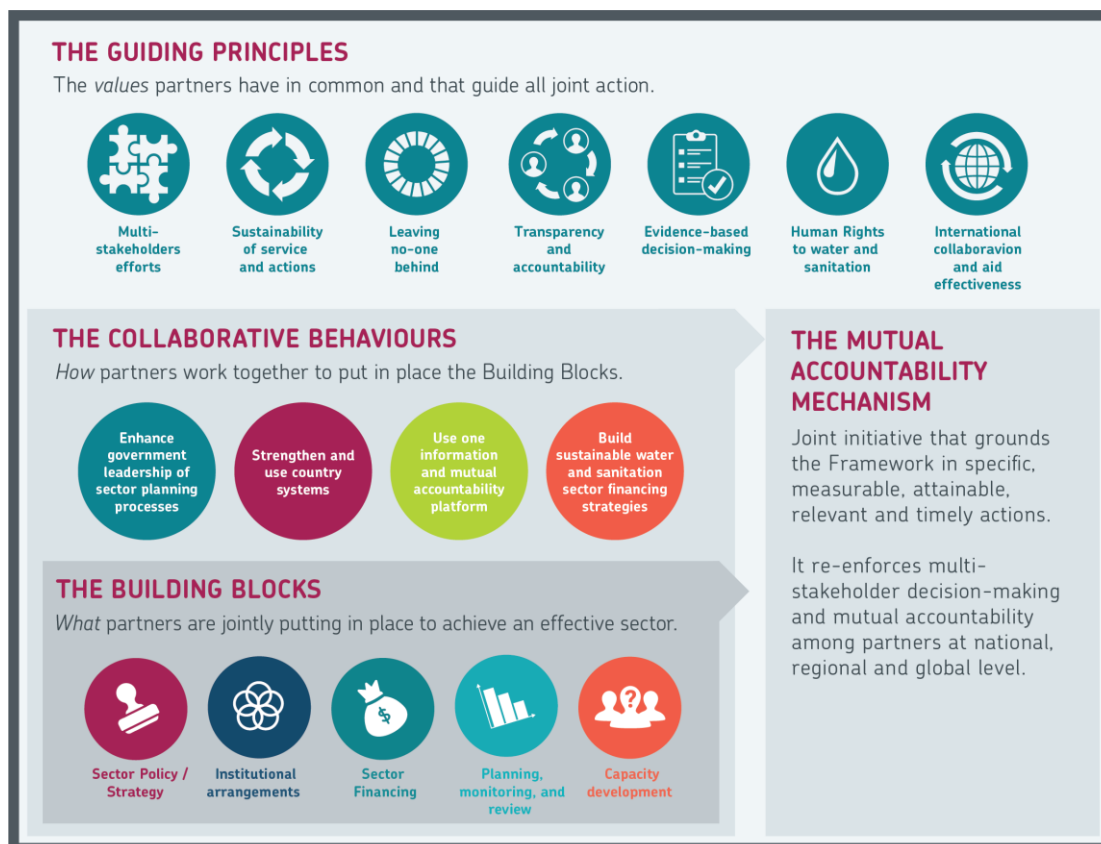 THE GUIDING PRINCIPLES
The values partners have in common and that guide all joint action.
Multi-
stakeholders
efforts
Sustainability
of service
and actions
Leaving
no-one
behind
Transparency
and
accountability
Evidence-based
decision-making
Human Rights
to water and
sanitation
International
collaboravion
and aid
effectiveness
THE COLLABORATIVE BEHAVIOURS
How partners work together to put in place the Building Blocks.
Enhance
government
leadership of
sector planning
processes
Strengthen and
use country
systems
Use one
information
and mutual
accountability
platform
Build
sustainable water
and sanitation
sector financing
strategies
THE BUILDING BLOCKS
What partners are jointly putting in place to achieve an effective sector.
$
?
Sector Policy /
Strategy
Institutional
arrangements
Sector
Financing
Planning,
monitoring, and
review
Capacity
development
THE MUTUAL
ACCOUNTABILITY
MECHANISM
Joint initiative that grounds
the Framework in specific,
measurable, attainable,
relevant and timely actions.
It re-enforces multi-
stakeholder decision-making
and mutual accountability
among partners at national,
regional and global level.